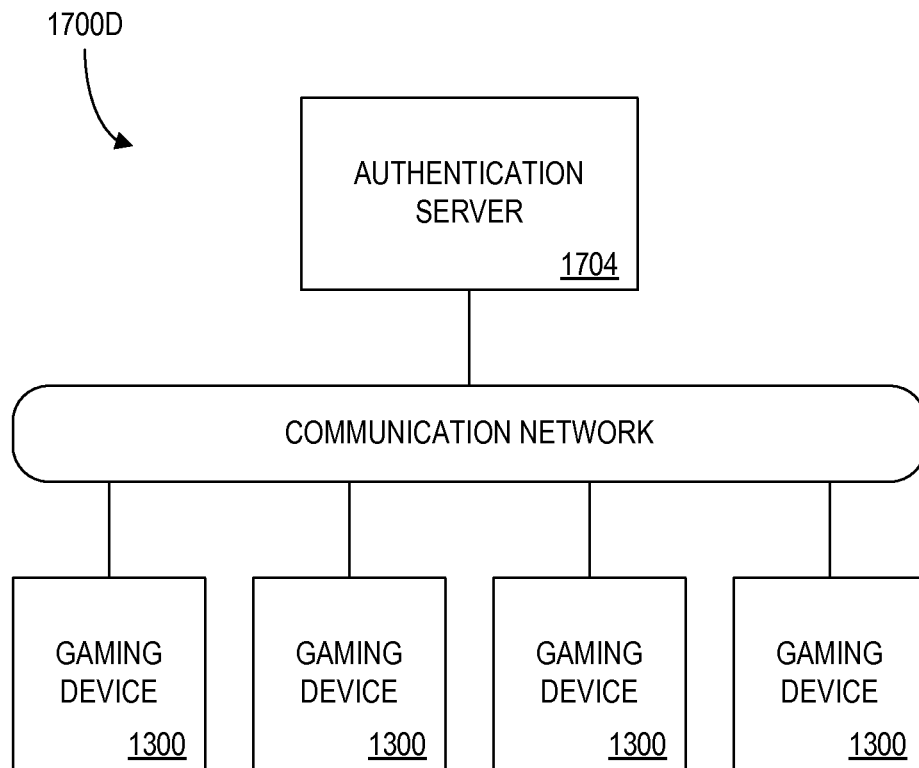 1700D
AUTHENTICATION
SERVER
1704
COMMUNICATION NETWORK
GAMING
DEVICE
1300
GAMING
DEVICE
1300
GAMING
DEVICE
1300
GAMING
DEVICE
1300